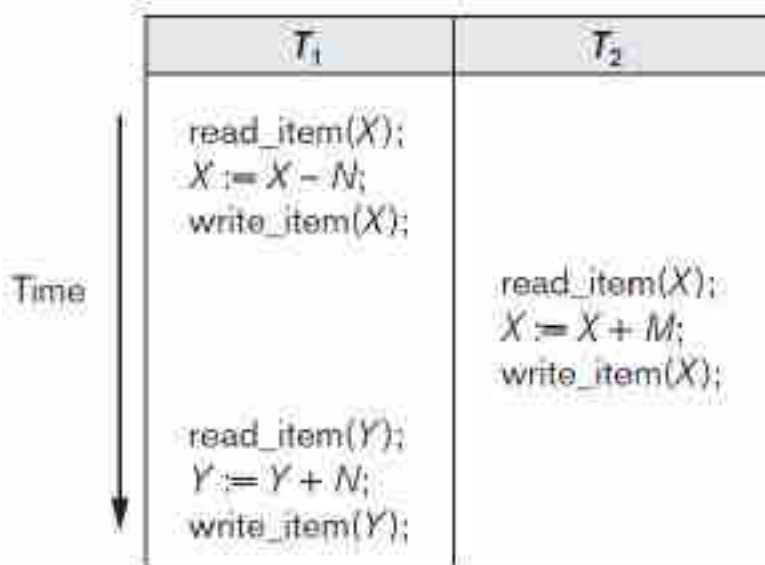 T₁ T₂
read_item(X);
X := X – N;
write_item(X);
Time
read_item(X);
X := X + M;
write_item(X);
read_item(Y);
Y := Y + N;
write_item(Y);